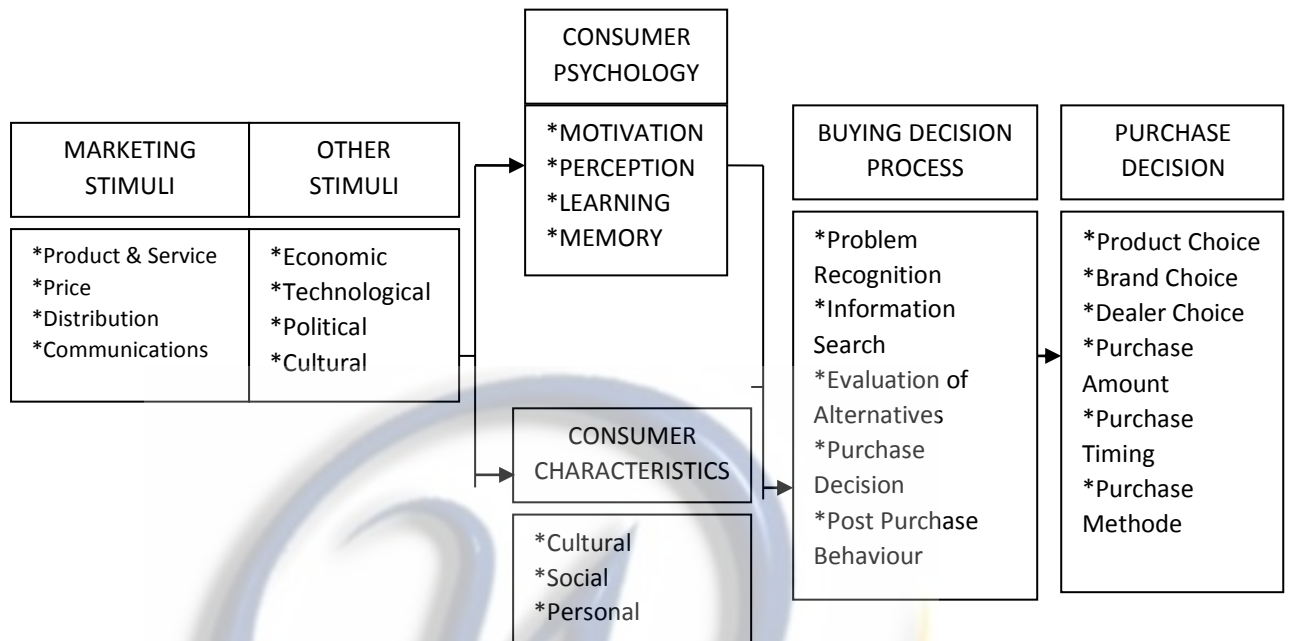 MARKETING
STIMULI
*Product & Service
*Price
*Distribution
*Communications
OTHER
STIMULI
*Economic
*Technological
*Political
*Cultural
CONSUMER
PSYCHOLOGY
*MOTIVATION
*PERCEPTION
*LEARNING
*MEMORY
CONSUMER
CHARACTERISTICS
*Cultural
*Social
*Personal
BUYING DECISION
PROCESS
*Problem
Recognition
*Information
Search
*Evaluation of
Alternatives
*Purchase
Decision
*Post Purchase
Behaviour
PURCHASE
DECISION
*Product Choice
*Brand Choice
*Dealer Choice
*Purchase
Amount
*Purchase
Timing
*Purchase
Methode